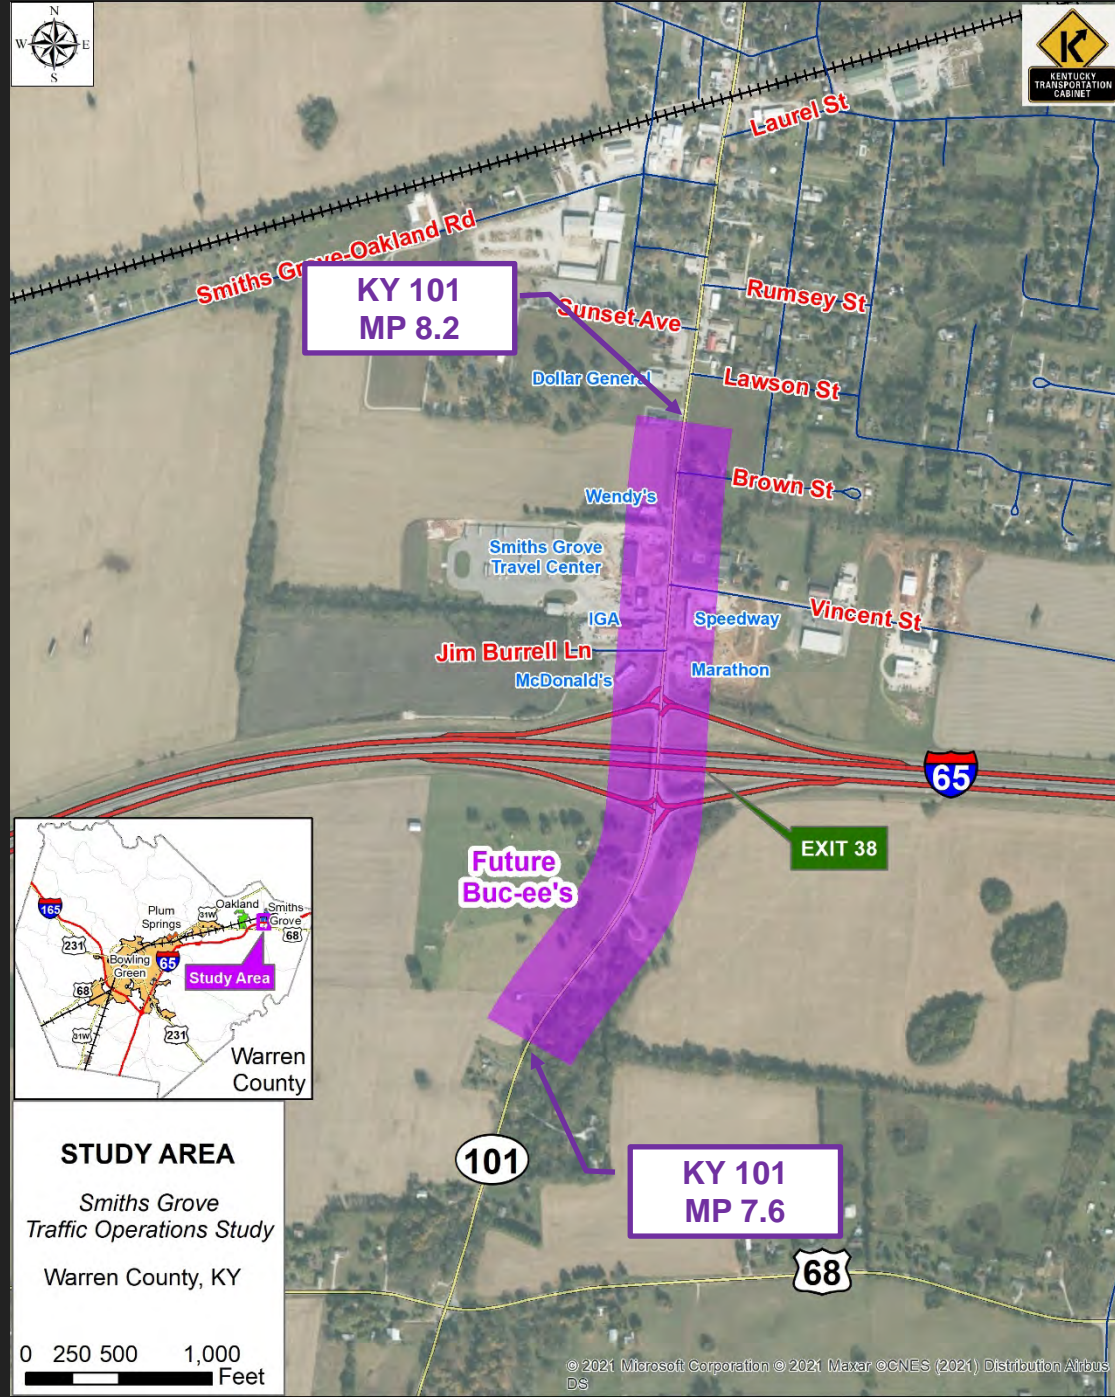 N
W E
S
K
KENTUCKY
TRANSPORTATION
CABINET
Laurel St
Smiths Grove-Oakland Rd
KY 101
MP 8.2
Sunset Ave
Rumsey St
Dollar General
Lawson St
Wendy's
Brown St
Smiths Grove
Travel Center
IGA
Speedway
Vincent St
Jim Burrell Ln
McDonald's
Marathon
65
EXIT 38
Future
Buc-ee's
165
Plum
Springs
31W
Oakland
Smiths
Grove
68
231
Bowling
Green
65
Study Area
68
31W
231
Warren
County
101
KY 101
MP 7.6
68
STUDY AREA
Smiths Grove
Traffic Operations Study
Warren County, KY
0 250 500 1,000
Feet
© 2021 Microsoft Corporation © 2021 Maxar ©CNES (2021) Distribution Airbus
DS